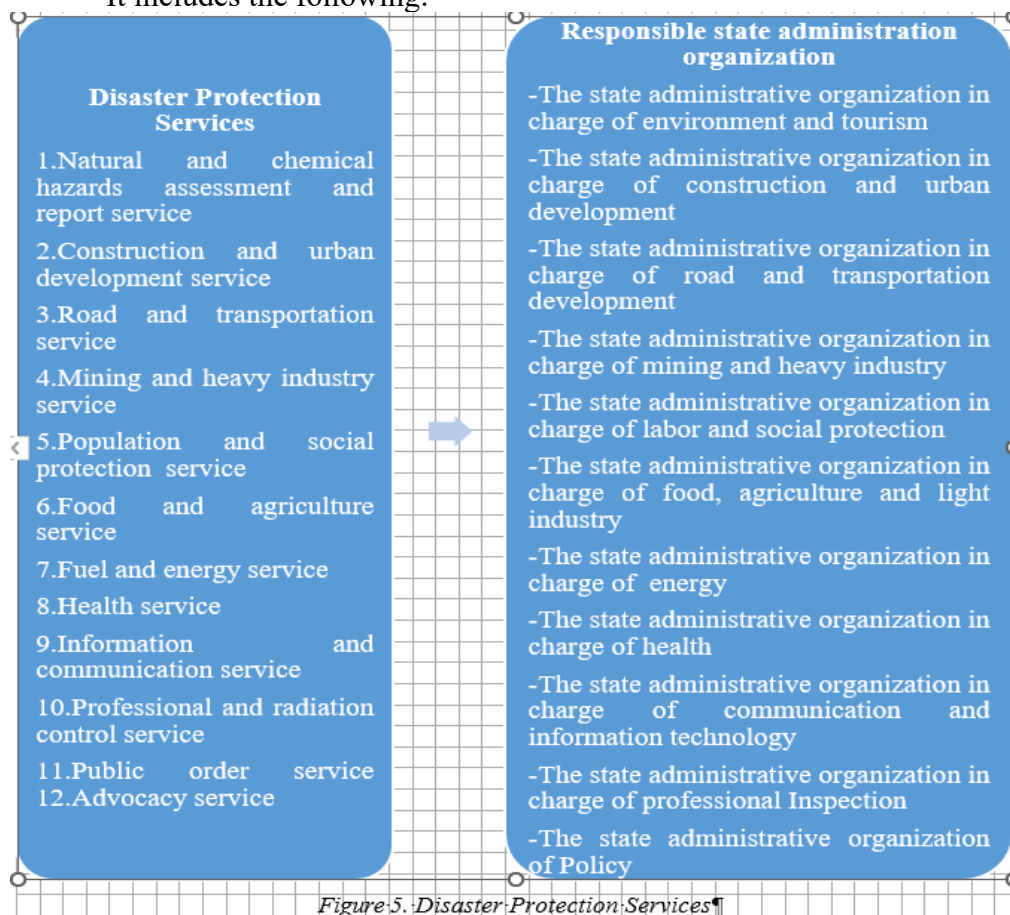 It includes the following:
Disaster Protection
Services
1.Natural and chemical
hazards assessment and
report service
2.Construction and urban
development service
3.Road and transportation
service
4.Mining and heavy industry
service
5.Population and social
protection service
6.Food and agriculture
service
7.Fuel and energy service
8.Health service
9.Information and
communication service
10.Professional and radiation
control service
11.Public order service
12.Advocacy service
Responsible state administration
organization
-The state administrative organization in
charge of environment and tourism
-The state administrative organization in
charge of construction and urban
development
-The state administrative organization in
charge of road and transportation
development
-The state administrative organization in
charge of mining and heavy industry
-The state administrative organization in
charge of labor and social protection
-The state administrative organization in
charge of food, agriculture and light
industry
-The state administrative organization in
charge of energy
-The state administrative organization in
charge of health
-The state administrative organization in
charge of communication and
information technology
-The state administrative organization in
charge of professional Inspection
-The state administrative organization
of Policy
Figure·5.·Disaster·Protection·Services¶